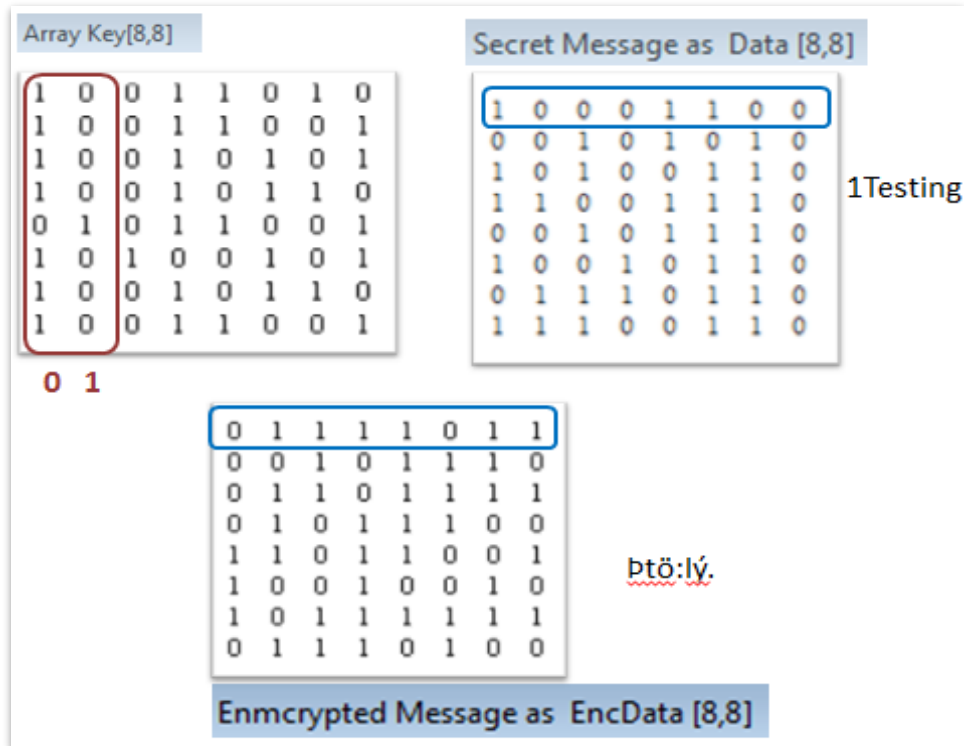 Array Key[8,8]
1 0 0 1 1 0 1 0
1 0 0 1 1 0 0 1
1 0 0 1 0 1 0 1
1 0 0 1 0 1 1 0
0 1 0 1 1 0 0 1
1 0 1 0 0 1 0 1
1 0 0 1 0 1 1 0
1 0 0 1 1 0 0 1
0 1
Secret Message as Data [8,8]
1 0 0 0 1 1 0 0
0 0 1 0 1 0 1 0
1 0 1 0 0 1 1 0
1 1 0 0 1 1 1 0
0 0 1 0 1 1 1 0
1 0 0 1 0 1 1 0
0 1 1 1 0 1 1 0
1 1 1 0 0 1 1 0
1Testing
0 1 1 1 1 0 1 1
0 0 1 0 1 1 1 0
0 1 1 0 1 1 1 1
0 1 0 1 1 1 0 0
1 1 0 1 1 0 0 1
1 0 0 1 0 0 1 0
1 0 1 1 1 1 1 1
0 1 1 1 0 1 0 0
Þtö:lý.
Enmcrypted Message as EncData [8,8]